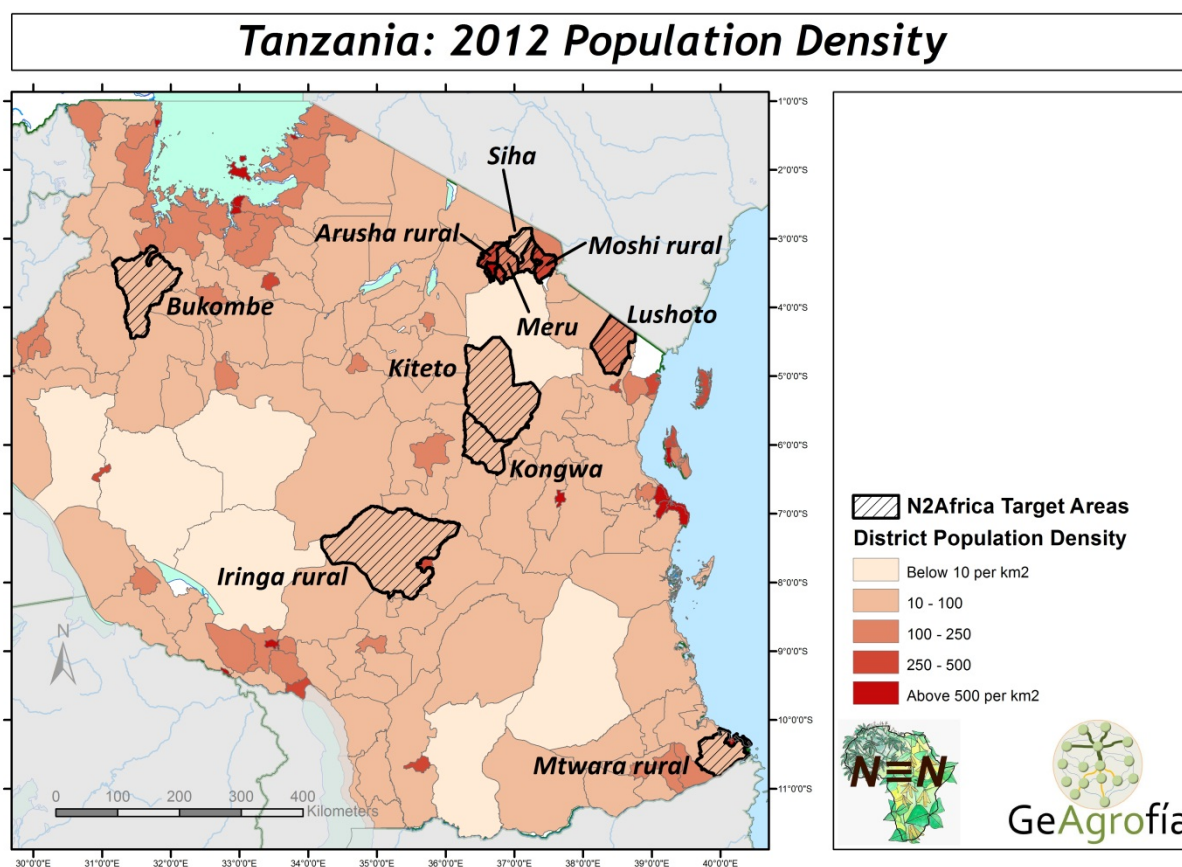 Tanzania: 2012 Population Density
1°0'0"S
2°0'0"S
3°0'0"S
4°0'0"S
5°0'0"S
6°0'0"S
7°0'0"S
8°0'0"S
9°0'0"S
10°0'0"S
11°0'0"S
Siha
Arusha rural
Moshi rural
Bukombe
Meru
Lushoto
Kiteto
Kongwa
Iringa rural
Mtwara rural
N
0 100 200 300 400
Kilometers
30°0'0"E 31°0'0"E 32°0'0"E 33°0'0"E 34°0'0"E 35°0'0"E 36°0'0"E 37°0'0"E 38°0'0"E 39°0'0"E 40°0'0"E
N2Africa Target Areas
District Population Density
Below 10 per km2
10 - 100
100 - 250
250 - 500
Above 500 per km2
N≡N
GeAgrofía